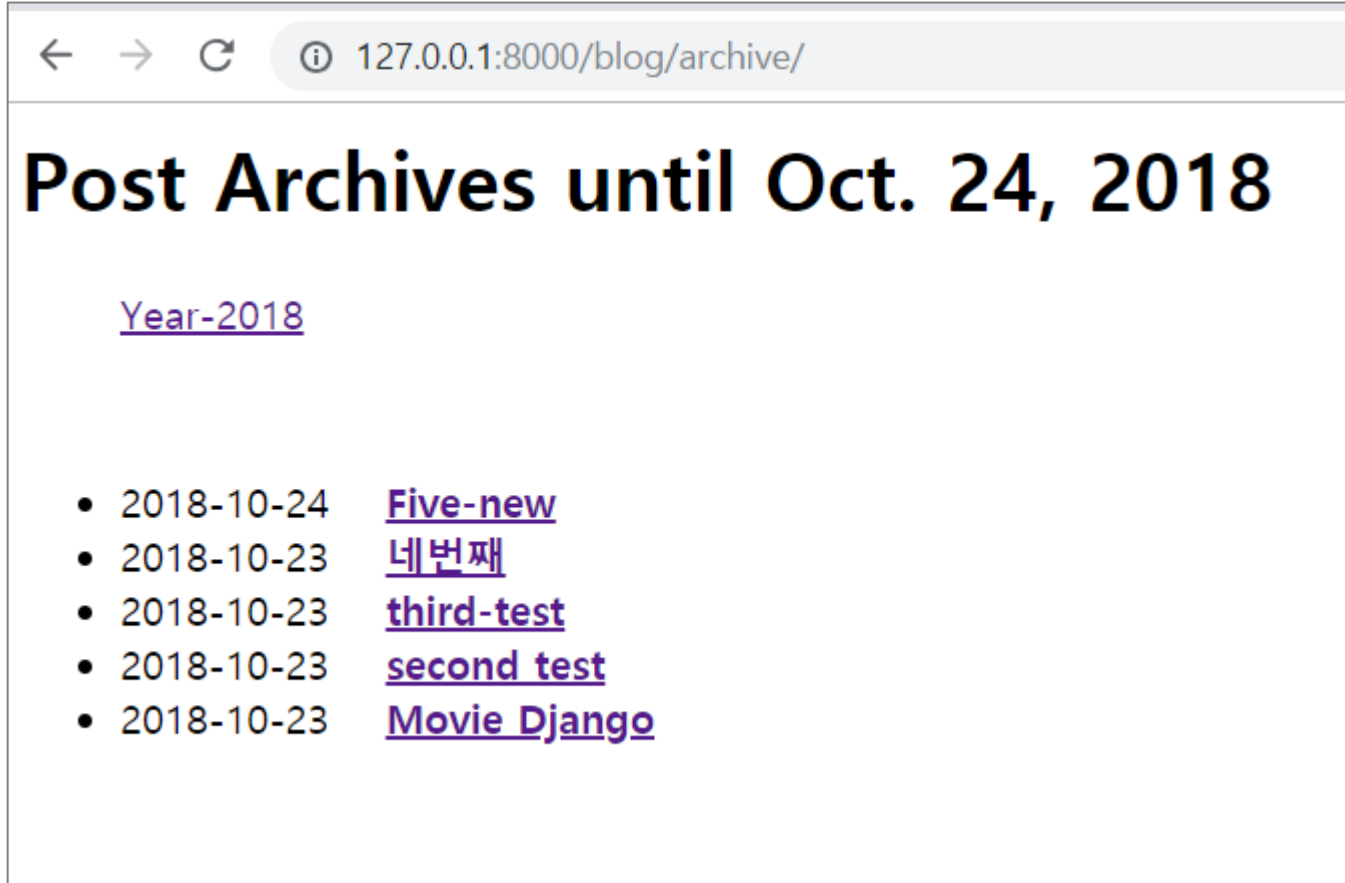 127.0.0.1:8000/blog/archive/
Post Archives until Oct. 24, 2018
Year-2018
2018-10-24 Five-new
2018-10-23 네번째
2018-10-23 third-test
2018-10-23 second test
2018-10-23 Movie Django